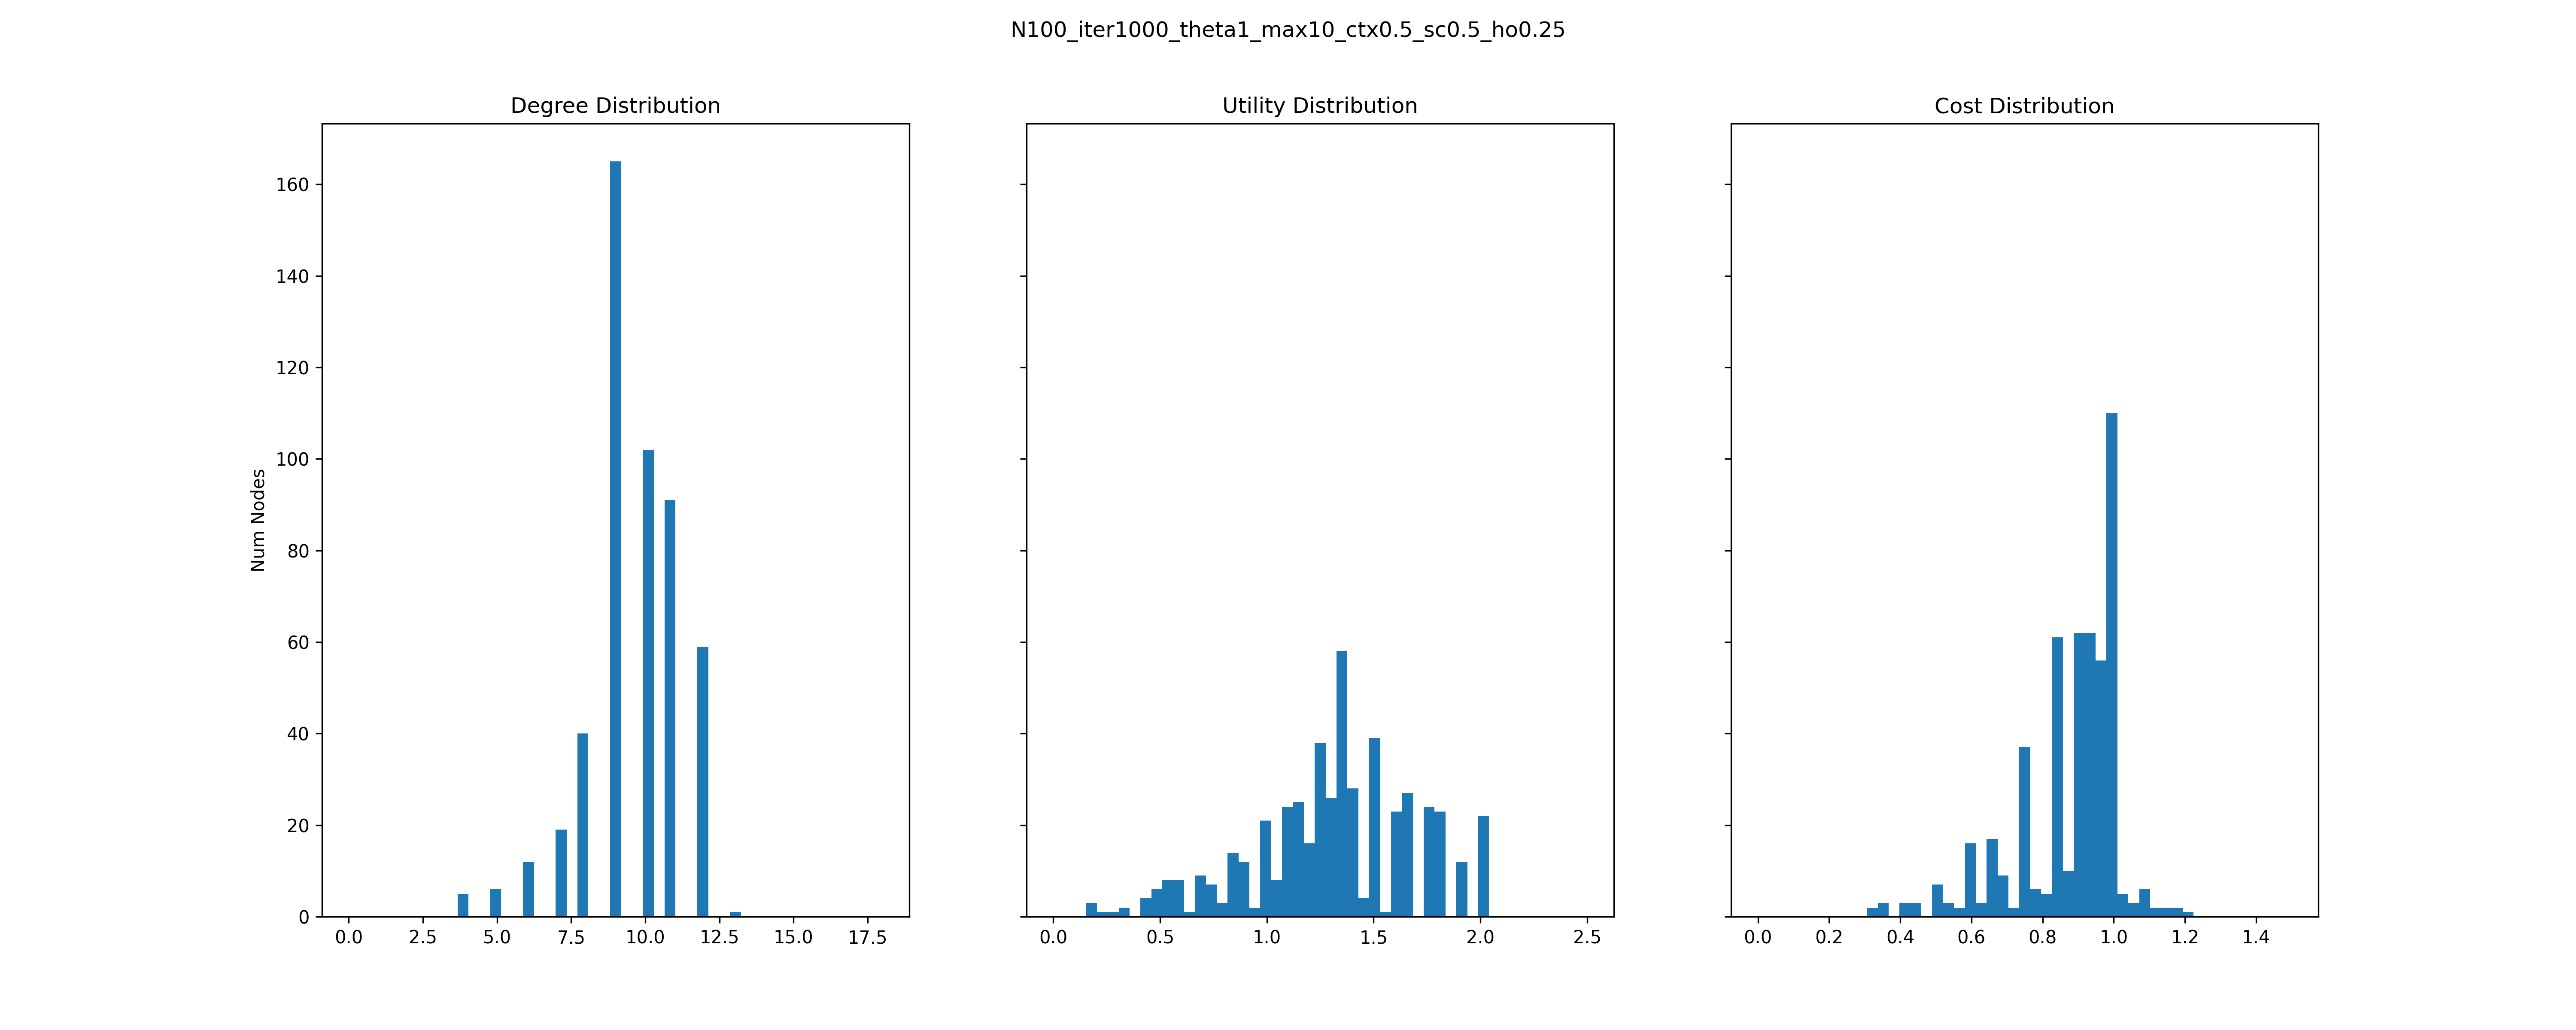 N100_iter1000_theta1_max10_ctx0.5_sc0.5_ho0.25
Degree Distribution
Num Nodes
160
140
120
100
80
60
40
20
0
0.0 2.5 5.0 7.5 10.0 12.5 15.0 17.5
Utility Distribution
0.0 0.5 1.0 1.5 2.0 2.5
Cost Distribution
0.0 0.2 0.4 0.6 0.8 1.0 1.2 1.4